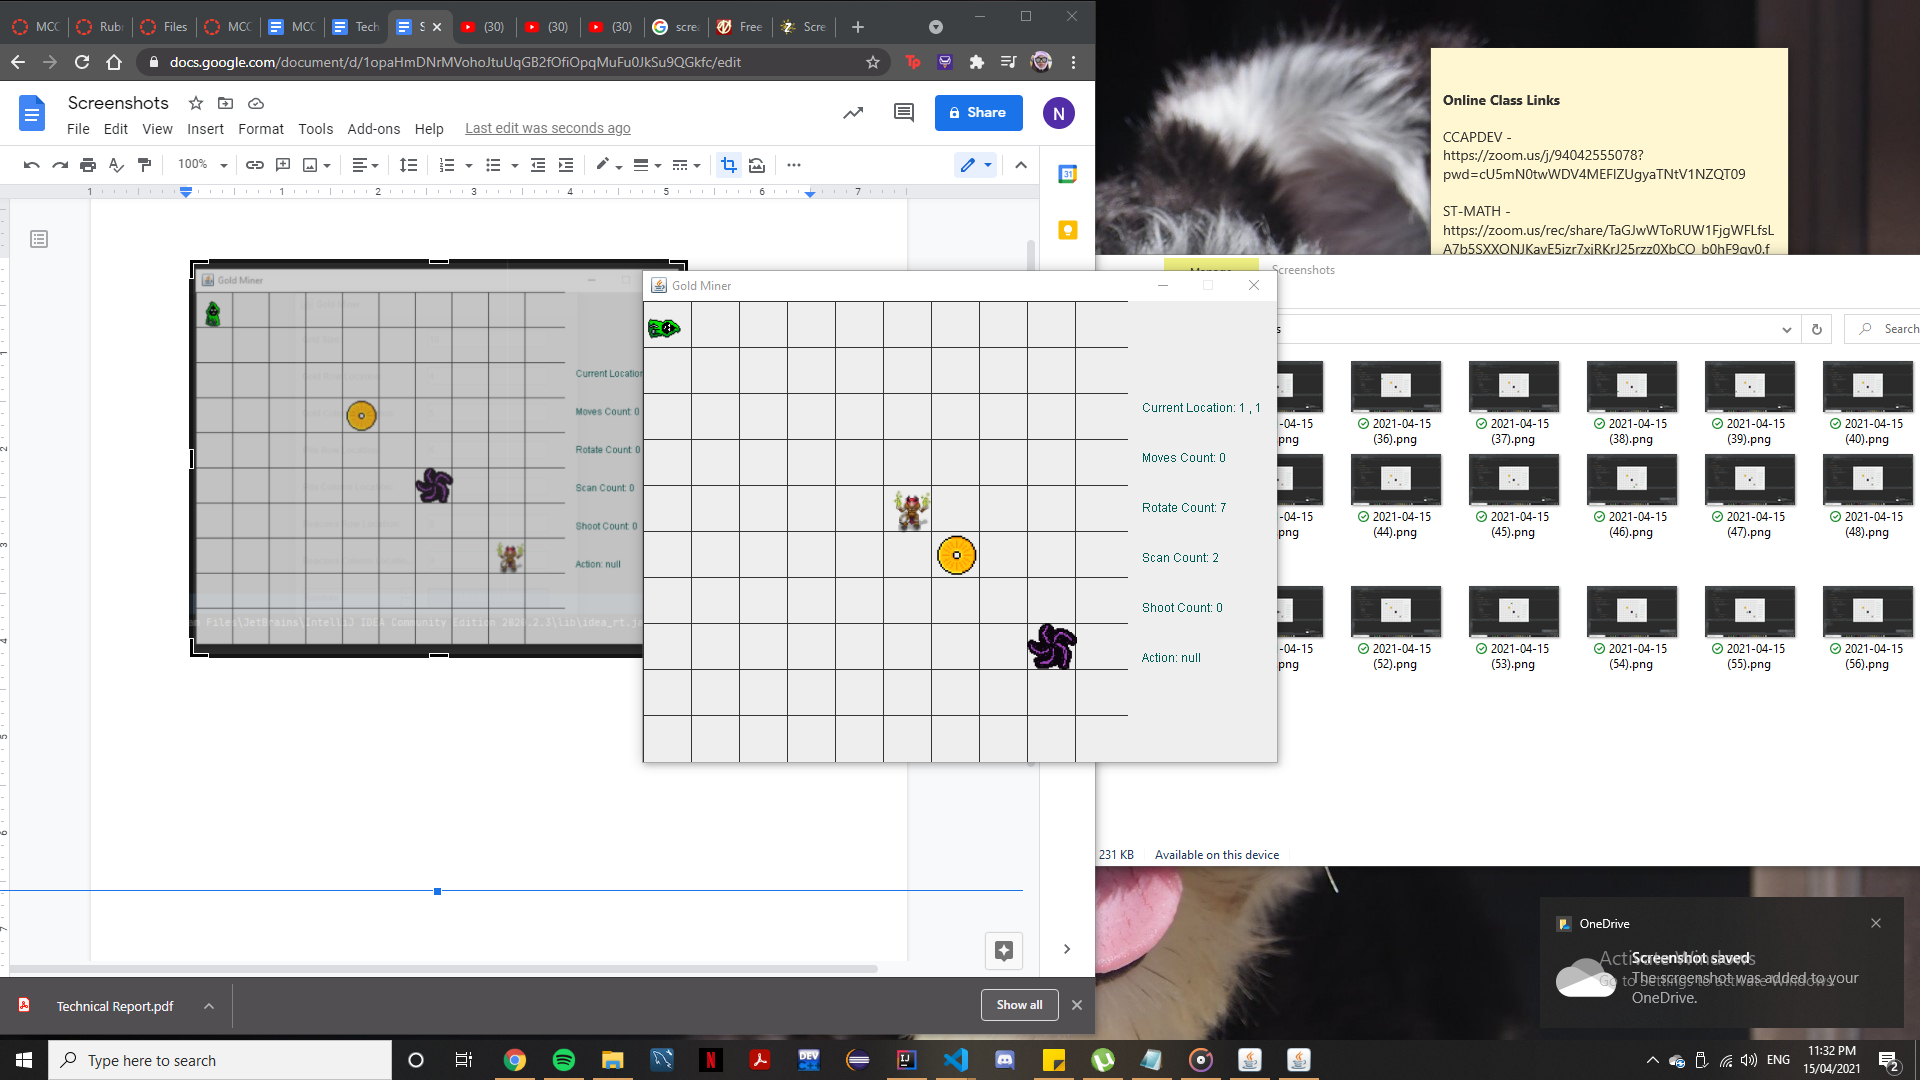 MCC
Rub
Files
MCC
MCC
Tech
S
(30)
(30)
(30)
scre
Free
Scre
docs.google.com/document/d/1opaHmDNrMVohoJtuUqGB2fOfiOpqMuFu0JkSu9QGkfc/edit
Screenshots
File Edit View Insert Format Tools Add-ons Help Last edit was seconds ago
Share
N
100%
1 1 2 3 4 5 6 7
Gold Miner
Current Location
Moves Count: 0
Rotate Count: 0
Scan Count: 0
Shoot Count: 0
Action: null
am Files\JetBrains\IntelliJ IDEA Community Edition 2020.2.3\lib\idea_rt.ja
Gold Miner
Current Location: 1 , 1
Moves Count: 0
Rotate Count: 7
Scan Count: 2
Shoot Count: 0
Action: null
Online Class Links
CCAPDEV -
https://zoom.us/j/94042555078?
pwd=cU5mN0twWDV4MEFIZUgyaTNtV1NZQT09
ST-MATH -
https://zoom.us/rec/share/TaGJwWToRUW1FjgWFLfsL
Manage
Screenshots
s
Search
-04-15
png
2021-04-15
(36).png
2021-04-15
(37).png
2021-04-15
(38).png
2021-04-15
(39).png
2021-04-15
(40).png
-04-15
png
2021-04-15
(44).png
2021-04-15
(45).png
2021-04-15
(46).png
2021-04-15
(47).png
2021-04-15
(48).png
-04-15
png
2021-04-15
(52).png
2021-04-15
(53).png
2021-04-15
(54).png
2021-04-15
(55).png
2021-04-15
(56).png
231 KB Available on this device
OneDrive
Screenshot saved
The screenshot was added to your
OneDrive.
Activate Windows
Go to Settings to activate Windows.
Technical Report.pdf
Show all
Type here to search
ENG
11:32 PM
15/04/2021
2